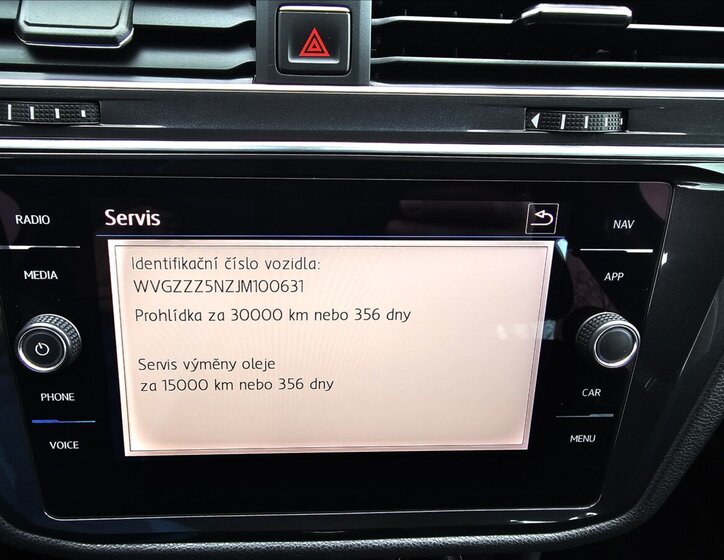 RADIO
Servis
NAV
MEDIA
Identifikační číslo vozidla:
WVGZZZ5NZJM100631
APP
Prohlídka za 30000 km nebo 356 dny
Servis výměny oleje
za 15000 km nebo 356 dny
PHONE
CAR
VOICE
MENU